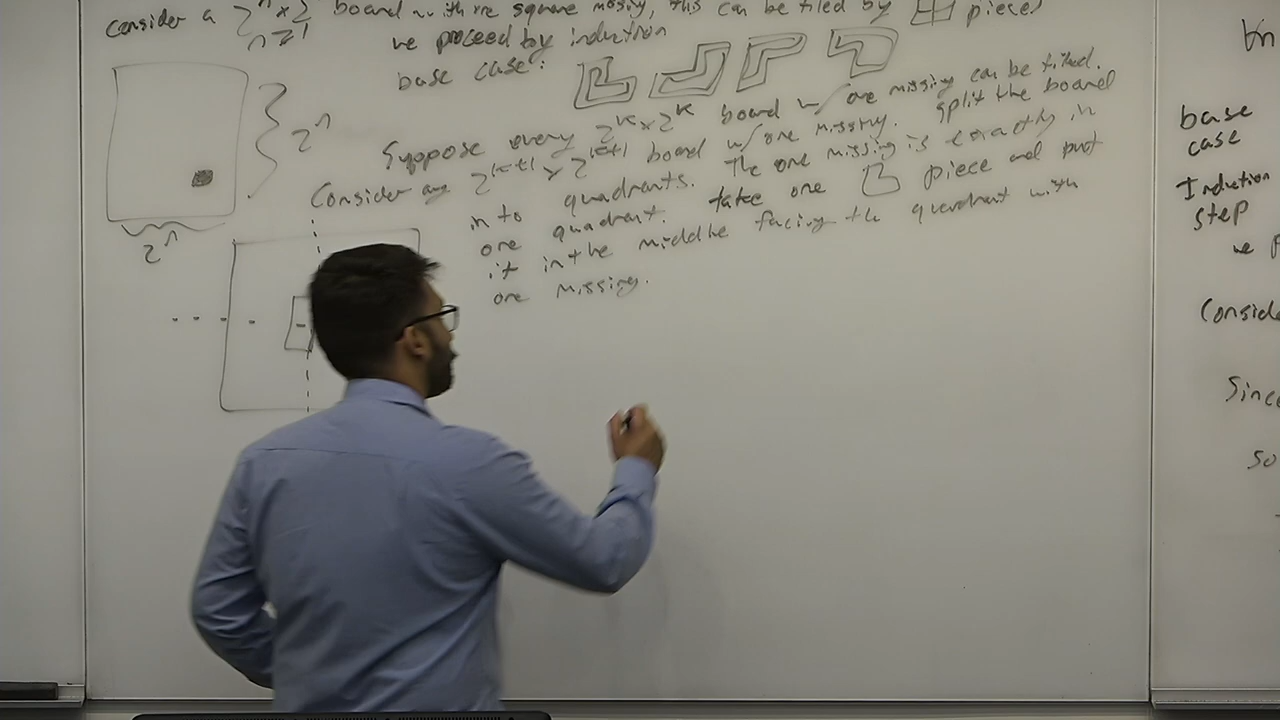 consider a 2^n x 2^n board with one square missing, this can be tiled by pieces
n ≥ 1
we proceed by induction
base case:
2^n
2^n
Suppose every 2^k x 2^k board w/ one missing can be tiled.
Consider any 2^k+1 x 2^k+1 board w/ one missing. split the board
in to quadrants. The one missing is exactly in
one quadrant. take one piece and put
it in the middle facing the quadrant with
one missing.
base
case
Induction
step
we
Conside
Since
so